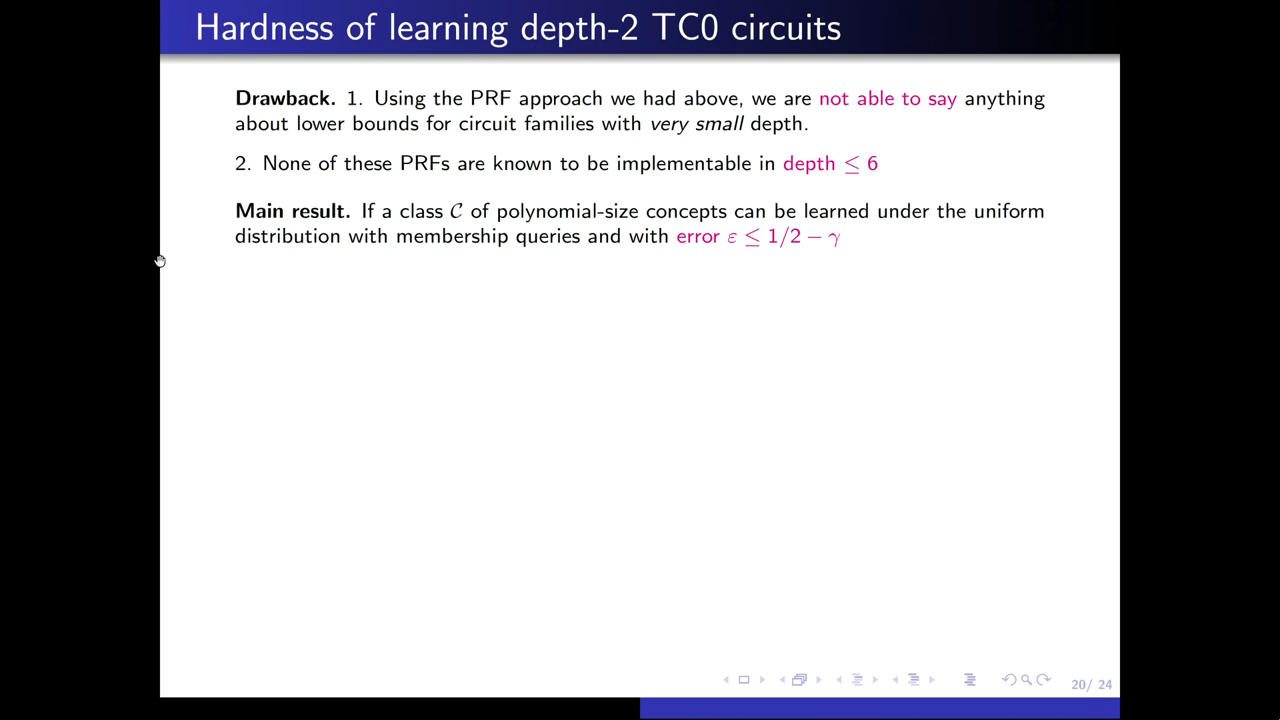 Hardness of learning depth-2 TC0 circuits
Drawback. 1. Using the PRF approach we had above, we are not able to say anything
about lower bounds for circuit families with very small depth.
2. None of these PRFs are known to be implementable in depth ≤ 6
Main result. If a class 𝒞 of polynomial-size concepts can be learned under the uniform
distribution with membership queries and with error ε ≤ 1/2 − γ
20/ 24